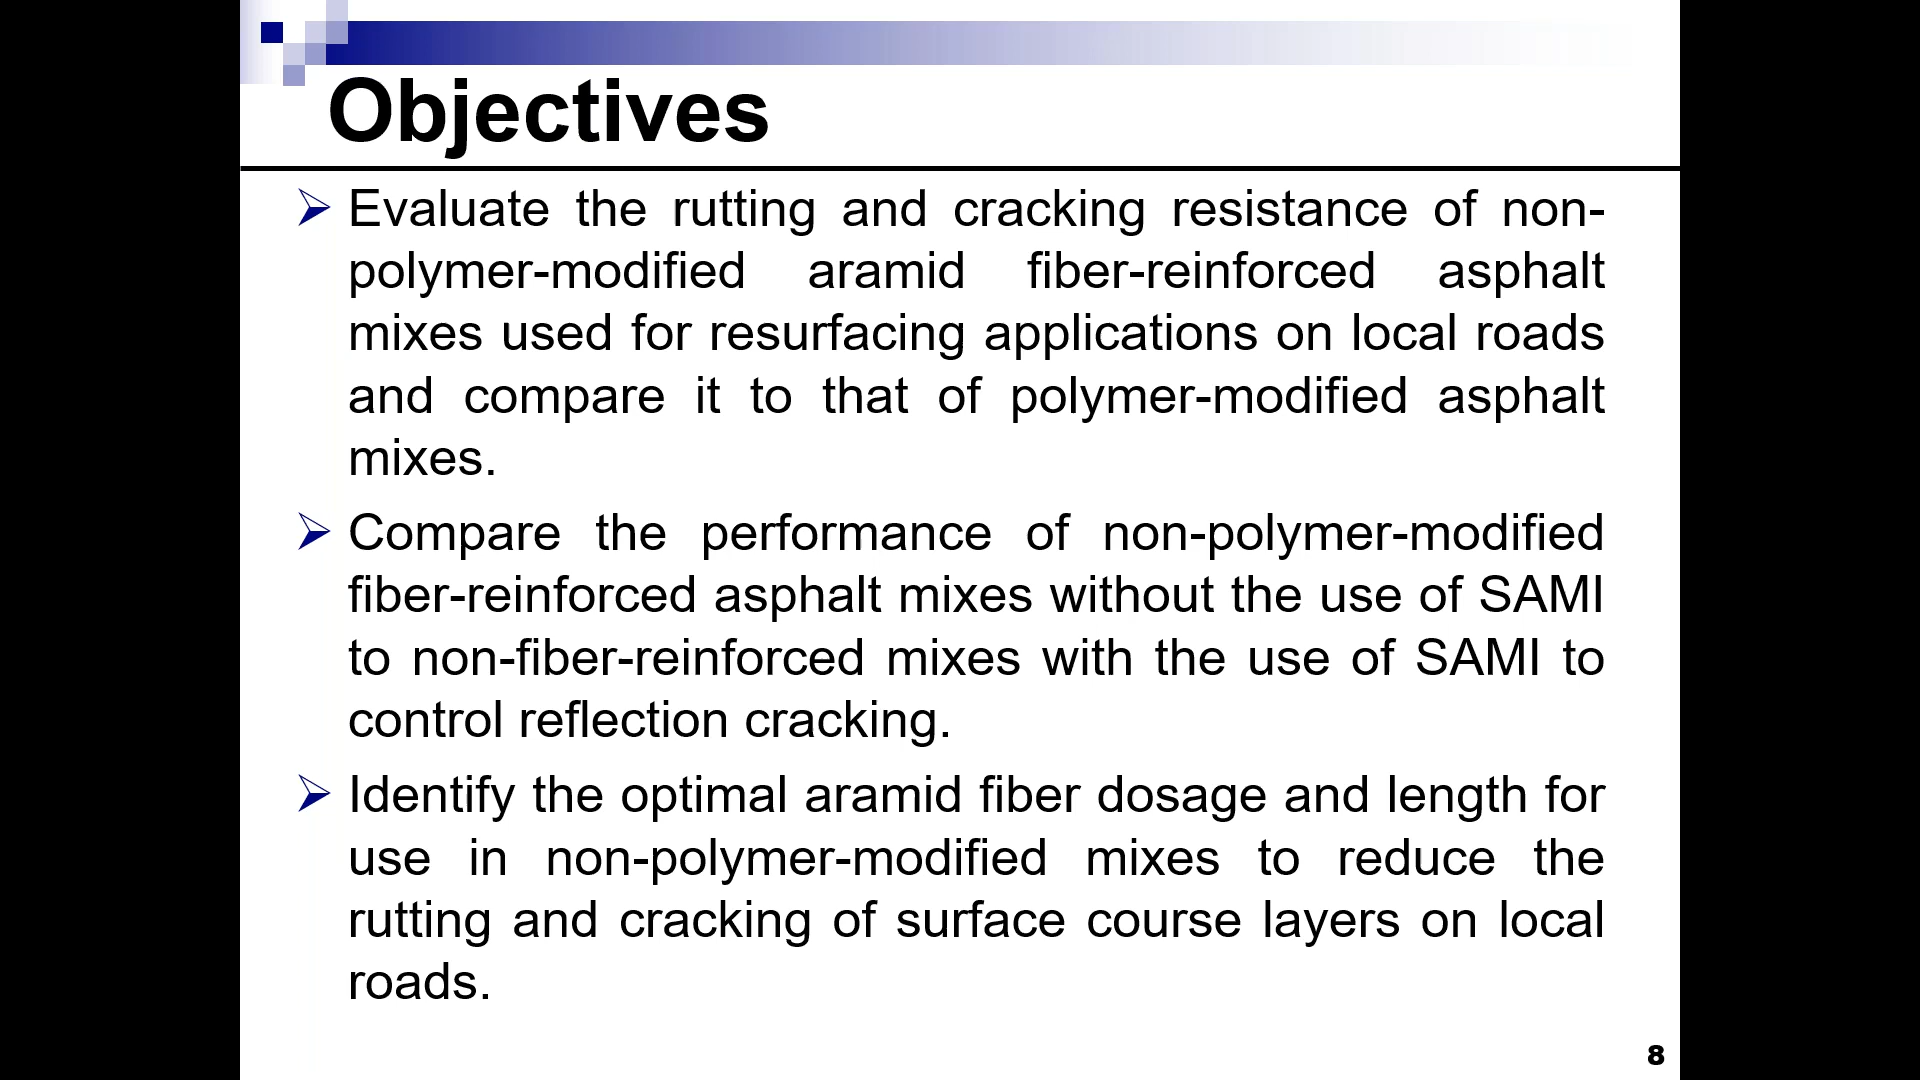 Objectives
Evaluate the rutting and cracking resistance of non-
polymer-modified aramid fiber-reinforced asphalt
mixes used for resurfacing applications on local roads
and compare it to that of polymer-modified asphalt
mixes.
Compare the performance of non-polymer-modified
fiber-reinforced asphalt mixes without the use of SAMI
to non-fiber-reinforced mixes with the use of SAMI to
control reflection cracking.
Identify the optimal aramid fiber dosage and length for
use in non-polymer-modified mixes to reduce the
rutting and cracking of surface course layers on local
roads.
8